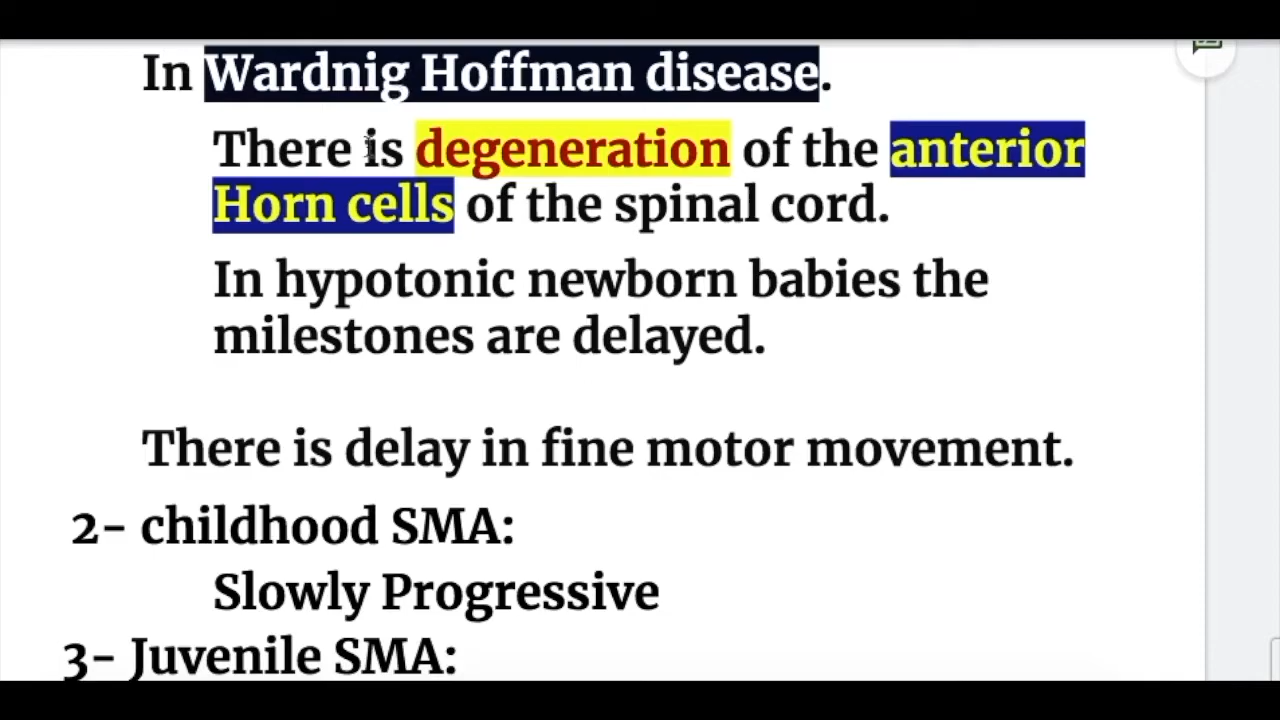 In Wardnig Hoffman disease.
There is degeneration of the anterior
Horn cells of the spinal cord.
In hypotonic newborn babies the
milestones are delayed.
There is delay in fine motor movement.
2- childhood SMA:
Slowly Progressive
3- Juvenile SMA: